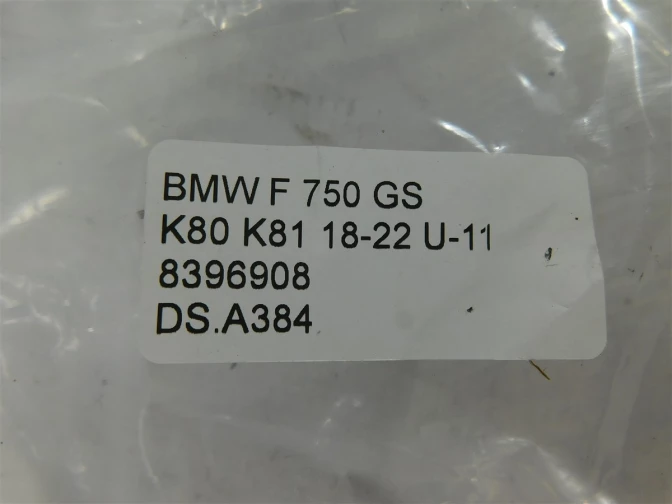 BMW F 750 GS
K80 K81 18-22 U-11
8396908
DS.A384